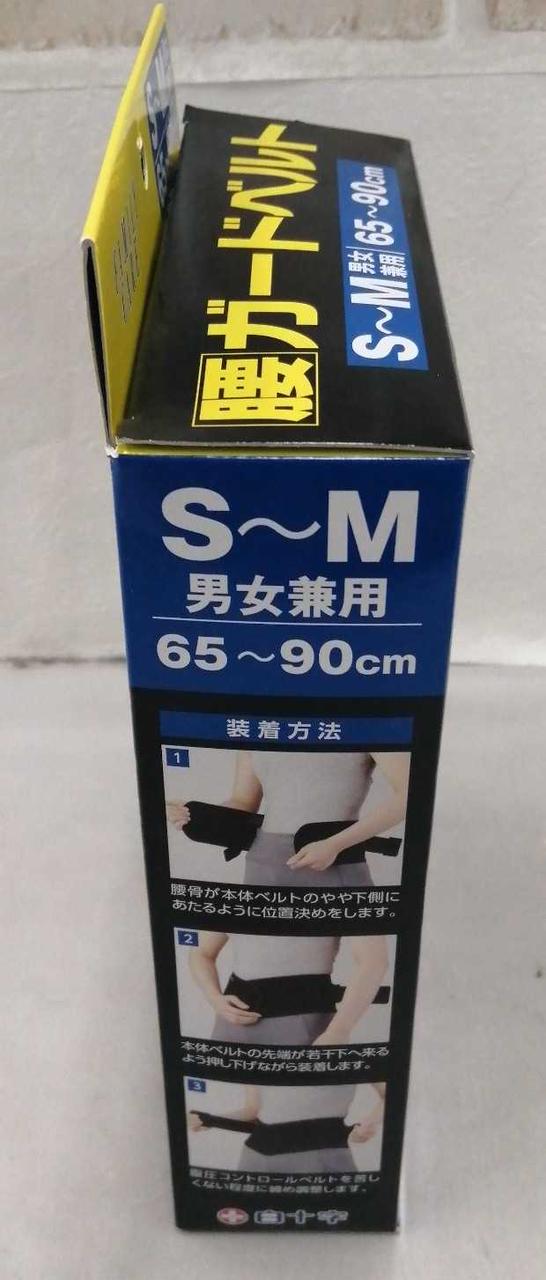 腰ガードベルト
S~M 男女兼用 65~90cm
S~M
男女兼用
65~90cm
装着方法
1
腰骨が本体ベルトのやや下側に
あたるように位置決めをします。
2
本体ベルトの先端が若干下へ来る
よう押し下げながら装着します。
3
腹圧コントロールベルトを苦し
くない程度に締め調整します。
白十字